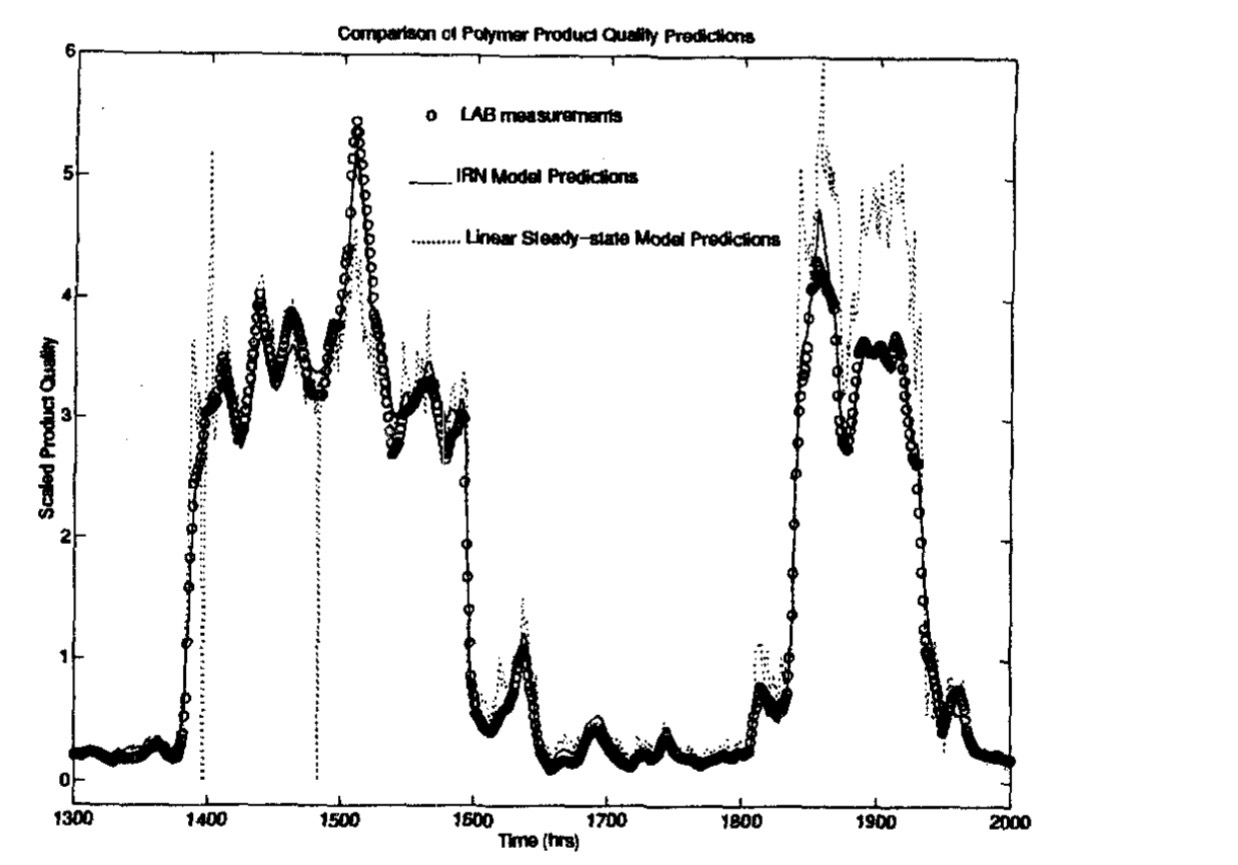 Comparison of Polymer Product Quality Predictions
6
LAB measurements
5
IRN Model Predictions
Linear Steady-state Model Predictions
4
3
2
1
0
Scaled Product Quality
1300 1400 1500 1600 1700 1800 1900 2000
Time (hrs)